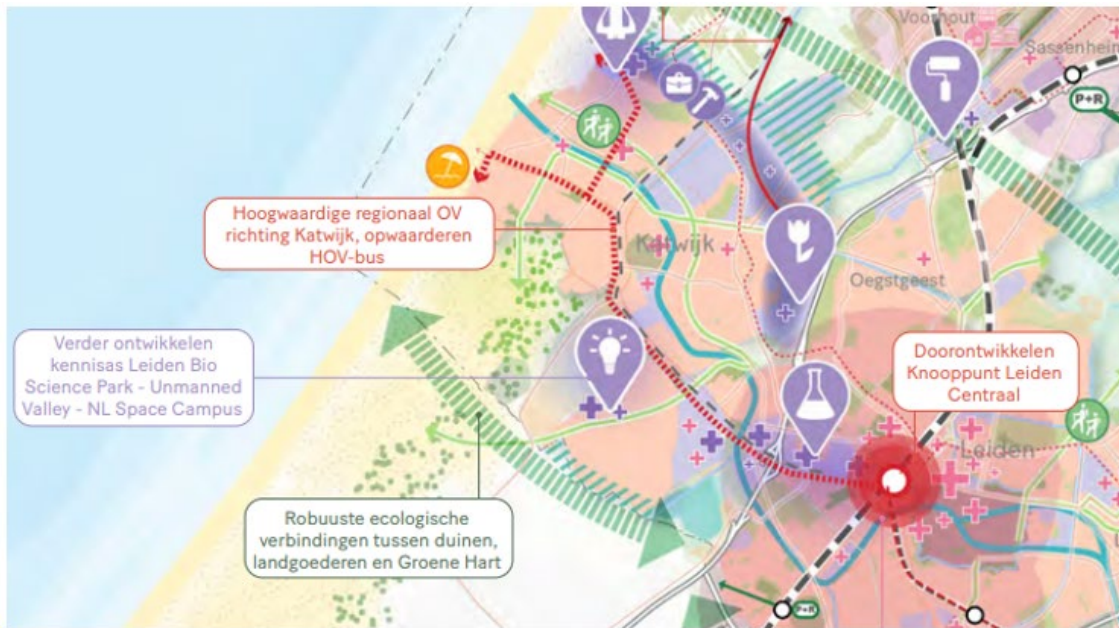 Voorhout
Sassenheim
P+R
Hoogwaardige regionaal OV
richting Katwijk, opwaarderen
HOV-bus
Katwijk
Oegstgeest
Verder ontwikkelen
kennisas Leiden Bio
Science Park - Unmanned
Valley - NL Space Campus
Doorontwikkelen
Knooppunt Leiden
Centraal
Leiden
Robuuste ecologische
verbindingen tussen duinen,
landgoederen en Groene Hart
P+R